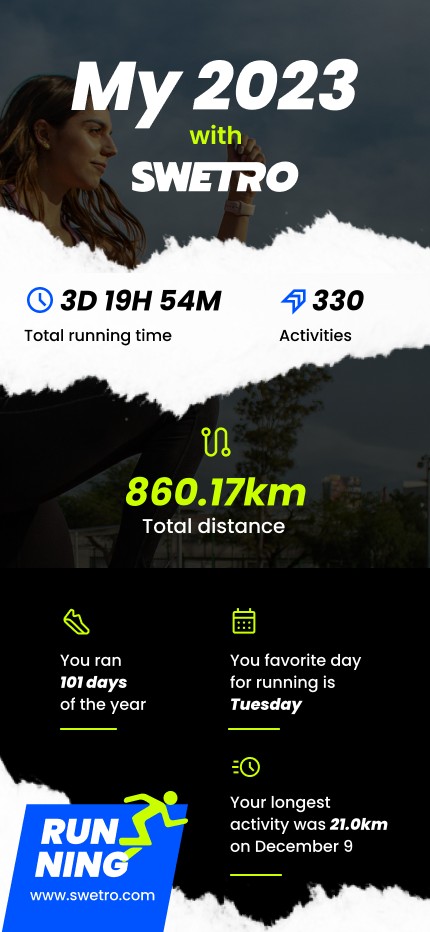 My 2023
with
SWETRO
3D 19H 54M
Total running time
330
Activities
860.17km
Total distance
You ran
101 days
of the year
You favorite day
for running is
Tuesday
Your longest
activity was 21.0km
on December 9
RUN
NING
www.swetro.com